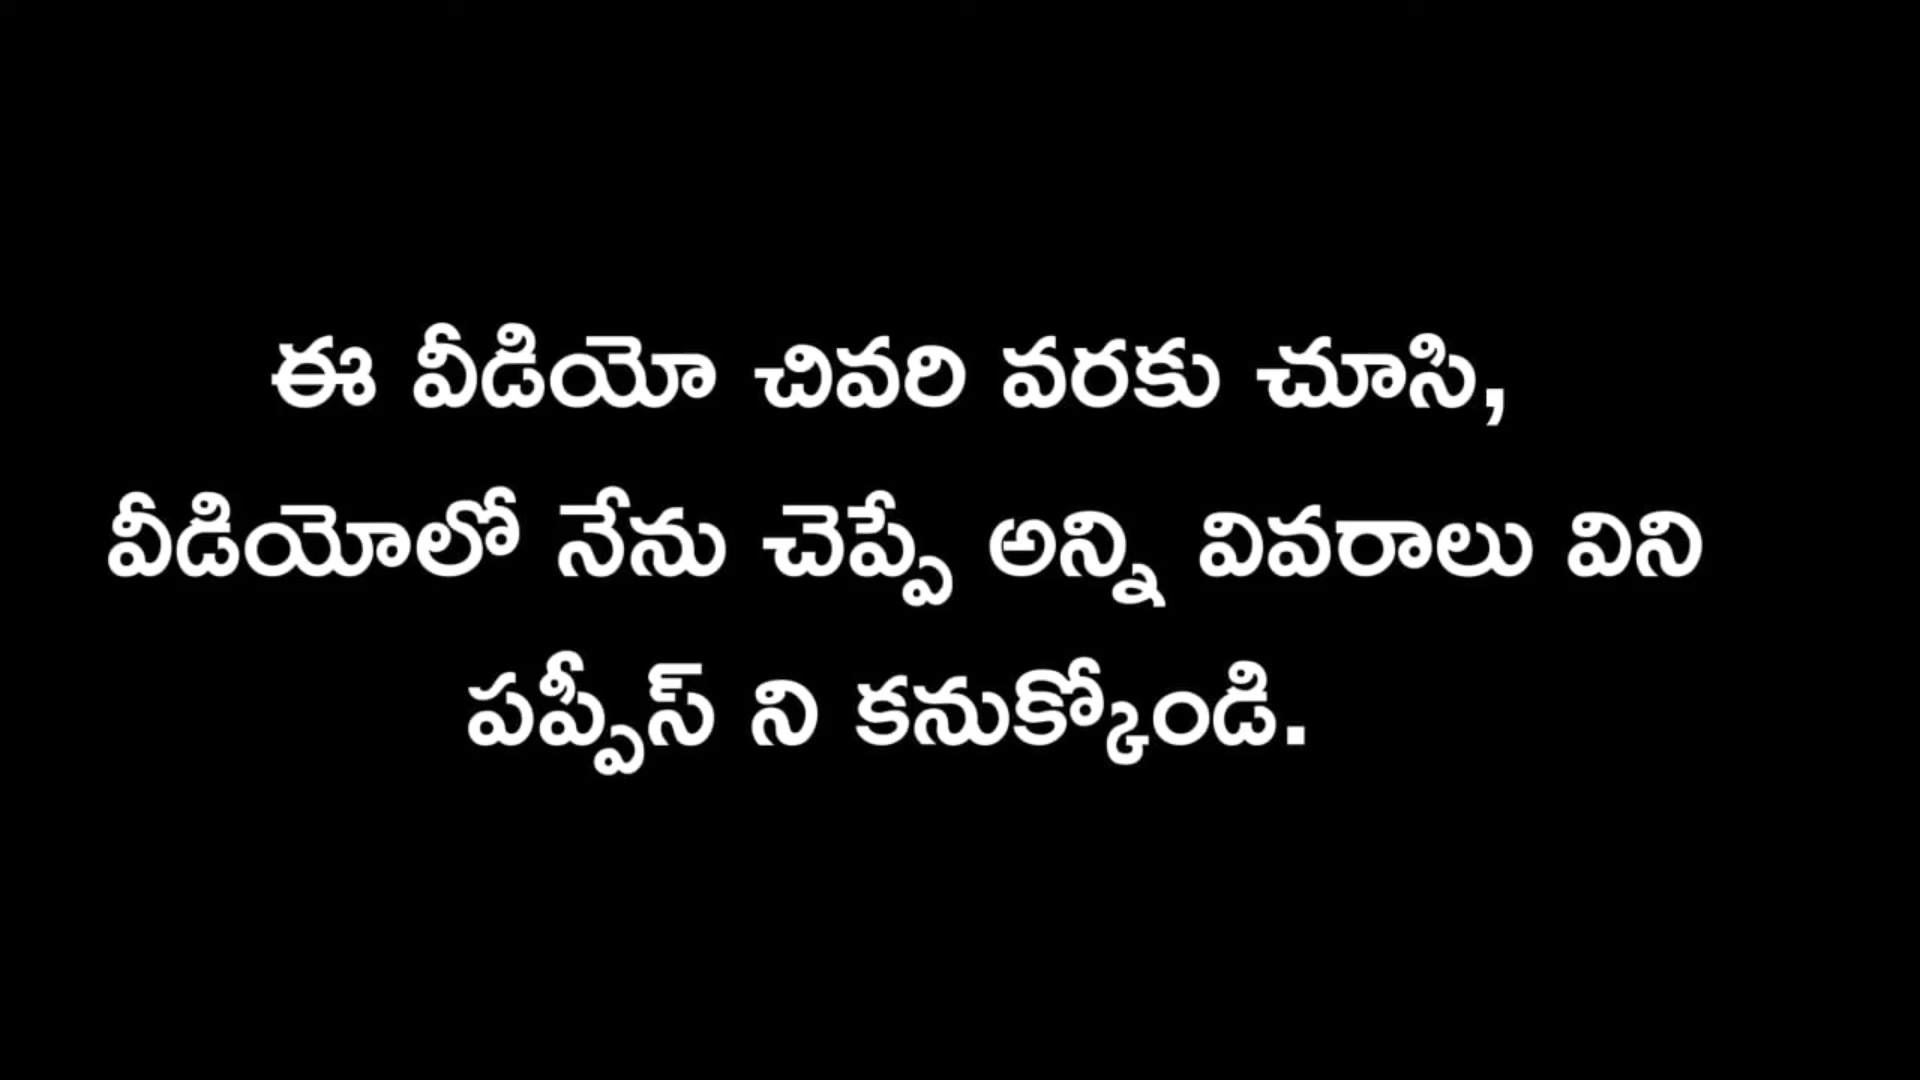 ఈ వీడియో చివరి వరకు చూసి,
వీడియోలో నేను చెప్పే అన్ని వివరాలు విని
పప్పీస్ ని కనుక్కోండి.